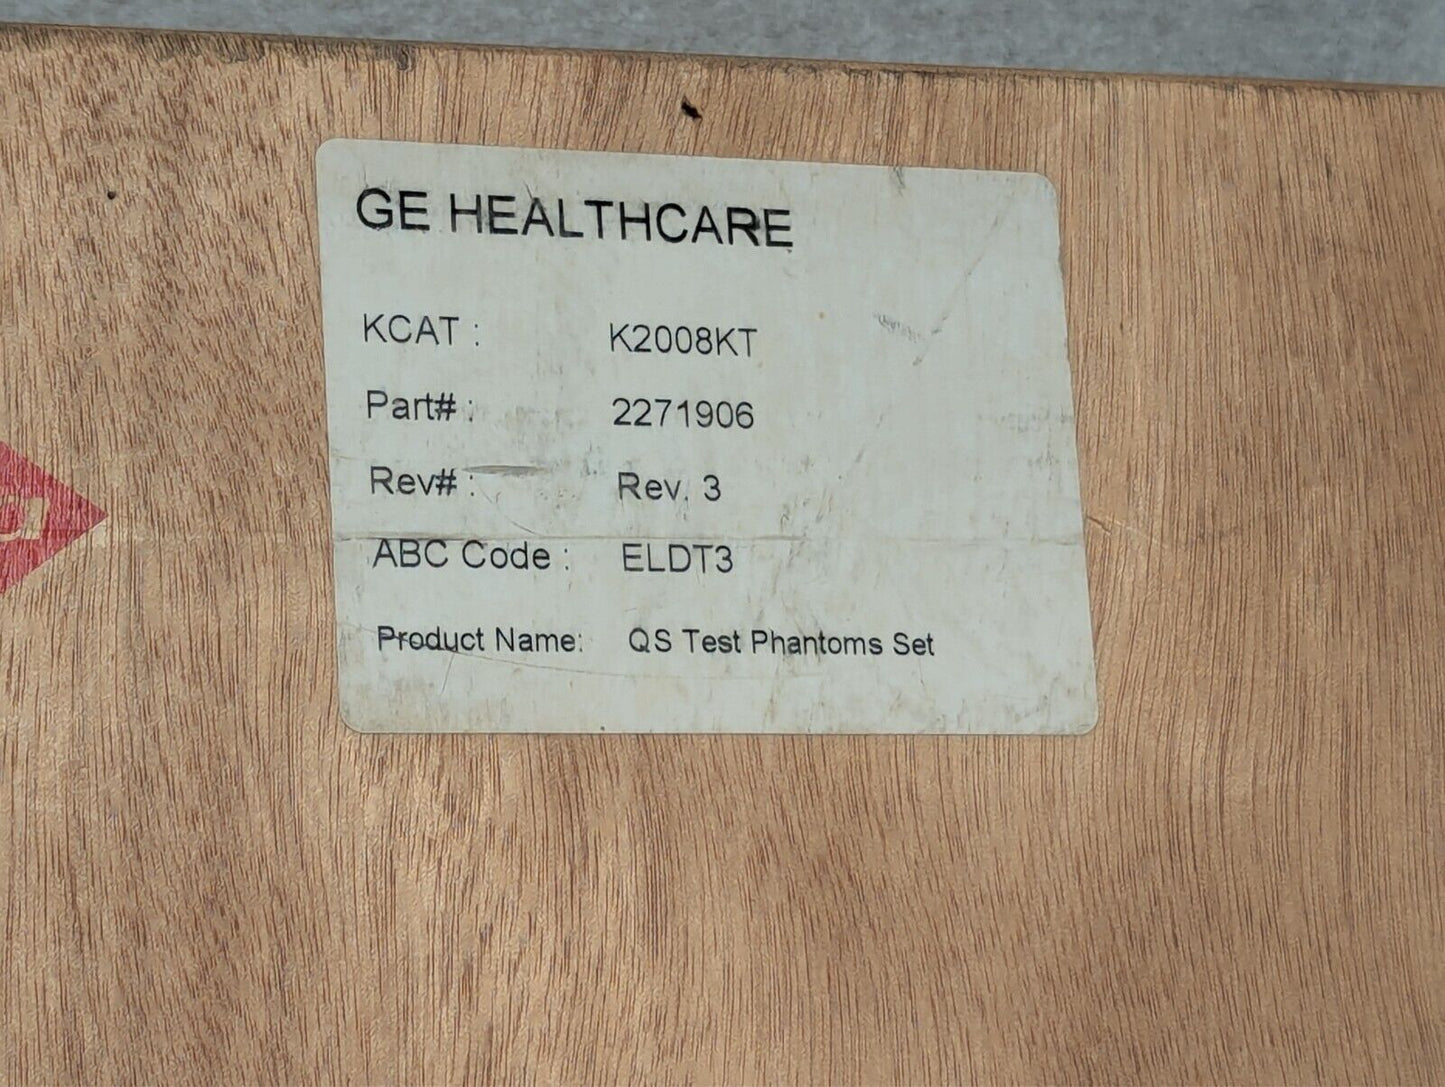 GE HEALTHCARE
KCAT : K2008KT
Part# : 2271906
Rev# : Rev. 3
ABC Code : ELDT3
Product Name: QS Test Phantoms Set